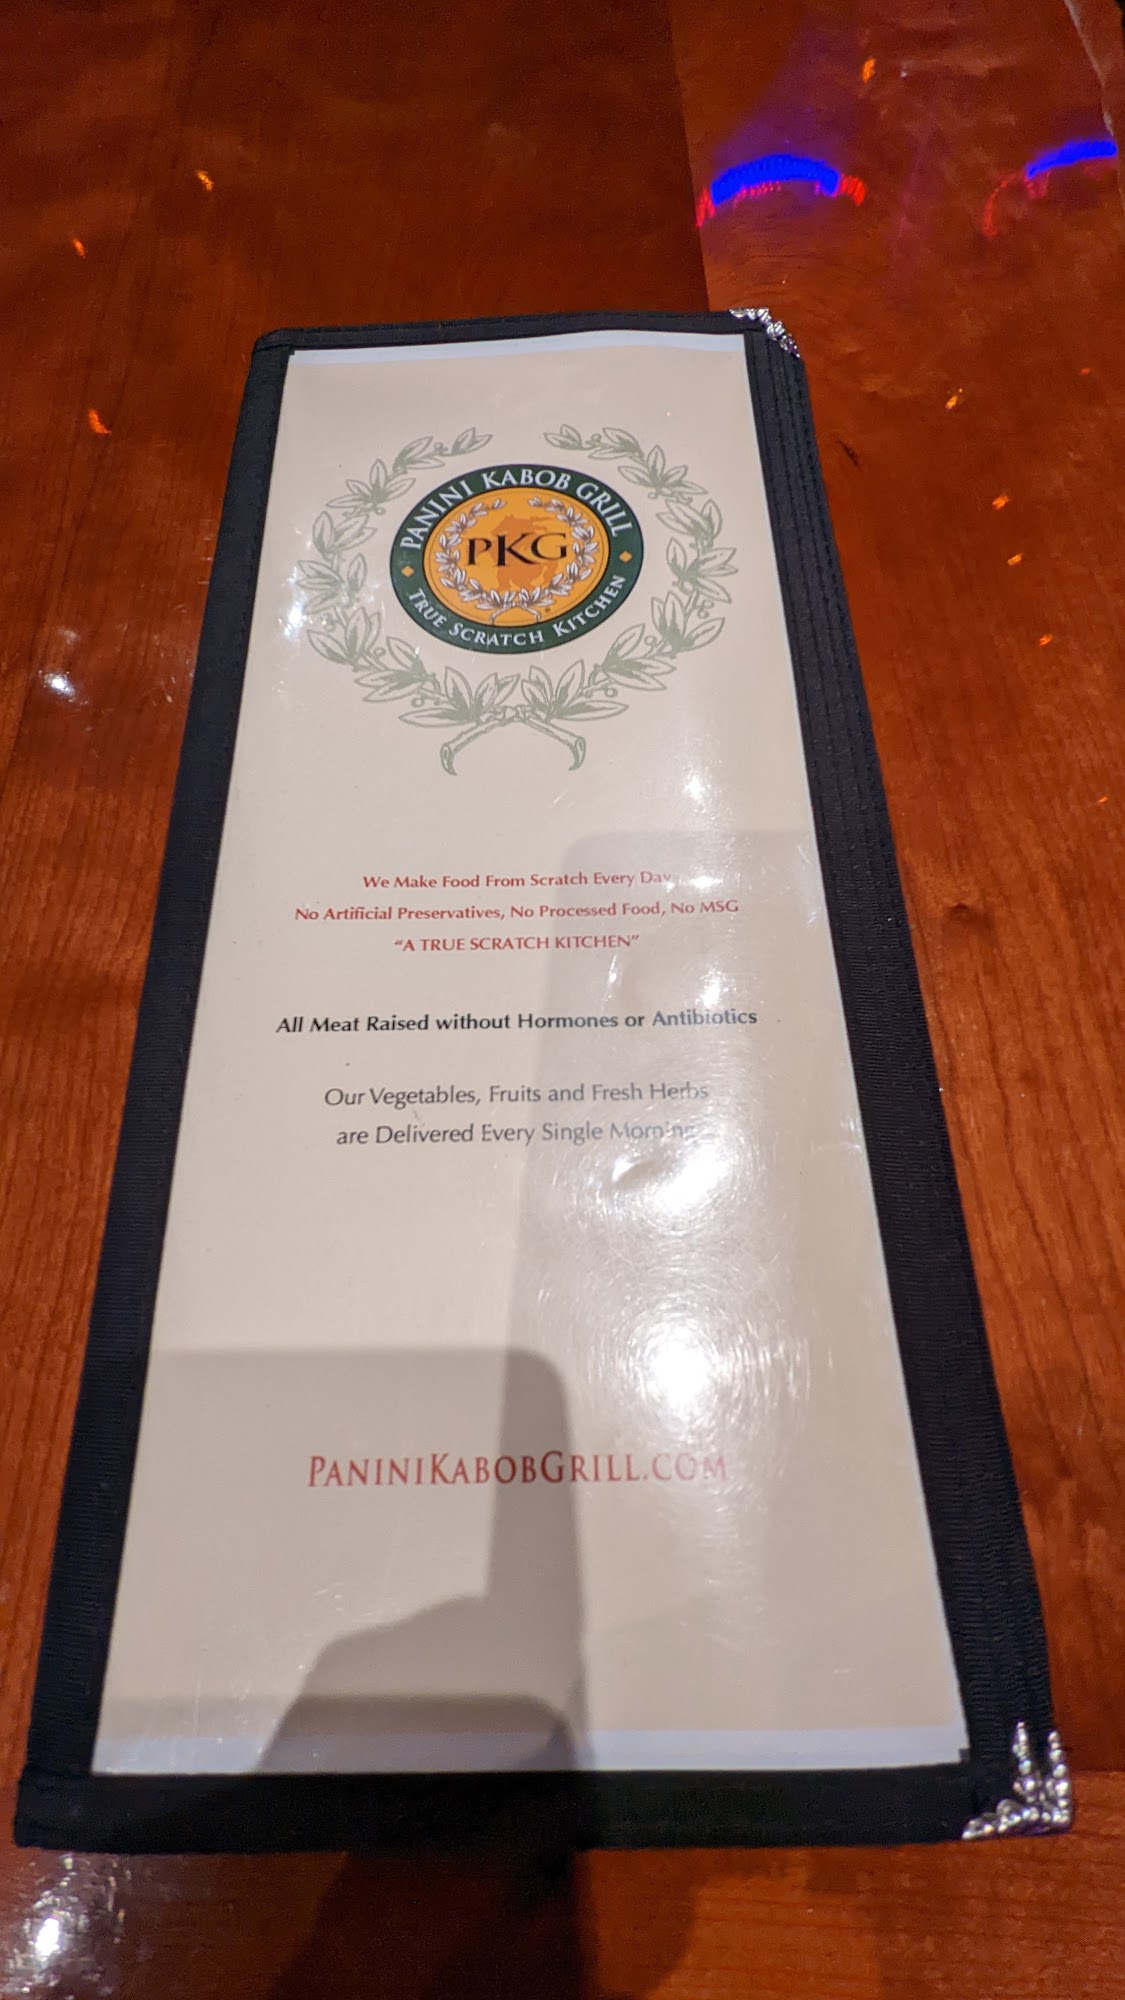 PANINI KABOB GRILL
PKG
TRUE SCRATCH KITCHEN
We Make Food From Scratch Every Day
No Artificial Preservatives, No Processed Food, No MSG
“A TRUE SCRATCH KITCHEN”
All Meat Raised without Hormones or Antibiotics
Our Vegetables, Fruits and Fresh Herbs
are Delivered Every Single Morning
PANINIKABOBGRILL.COM